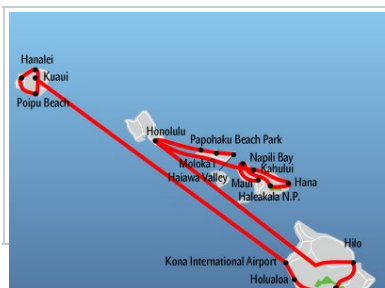 Hanalei
Kuaui
Poipu Beach
Honolulu
Papohaku Beach Park
Moloka'i
Napili Bay
Kahului
Haiawa Valley
Maui
Hana
Haleakala N.P.
Hilo
Kona International Airport
Holualoa